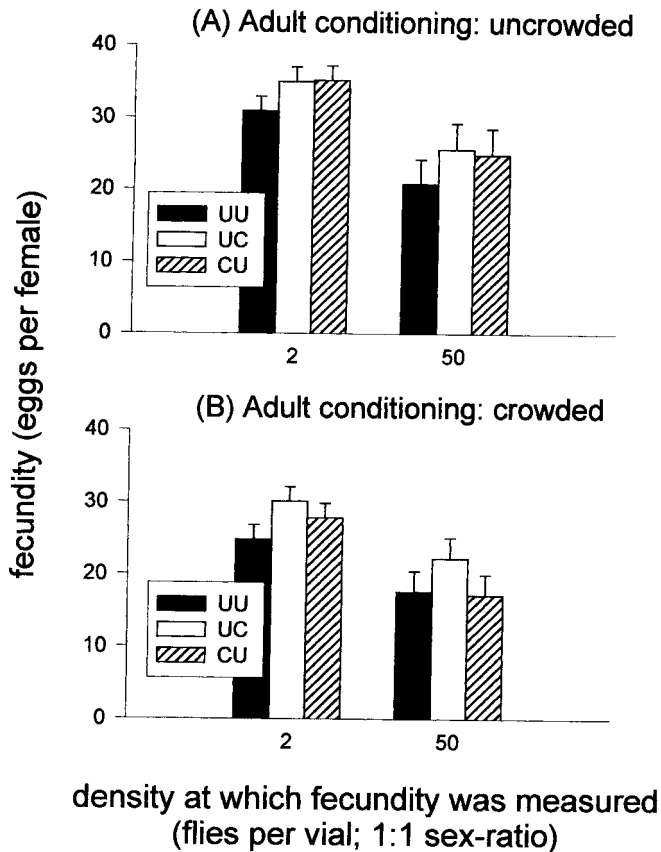 (A) Adult conditioning: uncrowded
40
30
20
10
0
UU
UC
CU
2
50
fecundity (eggs per female)
(B) Adult conditioning: crowded
40
30
20
10
0
UU
UC
CU
2
50
density at which fecundity was measured
(flies per vial; 1:1 sex-ratio)